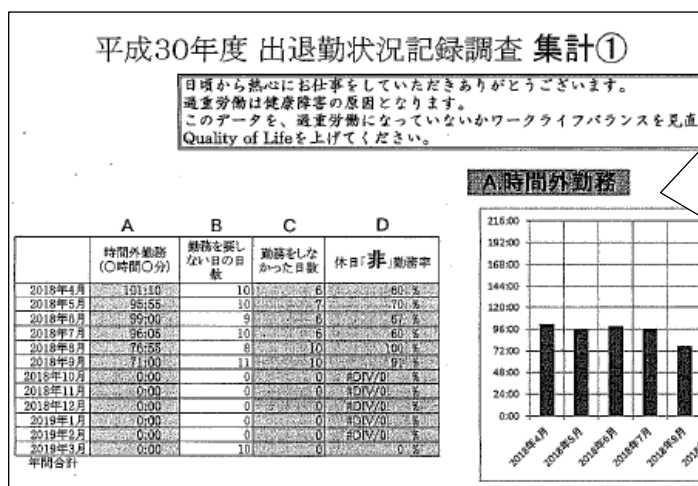 平成30年度 出退勤状況記録調査 集計①
日頃から熱心にお仕事をしていただきありがとうございます。
過重労働は健康障害の原因となります。
このデータを、過重労働になっていないかワークライフバランスを見直
Quality of Lifeを上げてください。
A.時間外勤務
A B C D
時間外勤務(〇時間〇分) 勤務を要しない日の日数 勤務をしなかった日数 休日「非」勤務率
2018年4月 101:10 10 6 60 %
2018年5月 95:55 10 7 70 %
2018年6月 99:00 9 6 67 %
2018年7月 96:05 10 6 60 %
2018年8月 76:55 8 10 100 %
2018年9月 71:00 11 10 91 %
2018年10月 0:00 0 0 #DIV/0! %
2018年11月 0:00 0 0 #DIV/0! %
2018年12月 0:00 0 0 #DIV/0! %
2019年1月 0:00 0 0 #DIV/0! %
2019年2月 0:00 0 0 #DIV/0! %
2019年3月 0:00 10 0 0 %
年間合計
216:00
192:00
168:00
144:00
120:00
96:00
72:00
48:00
24:00
0:00
2018年4月 2018年5月 2018年6月 2018年7月 2018年8月